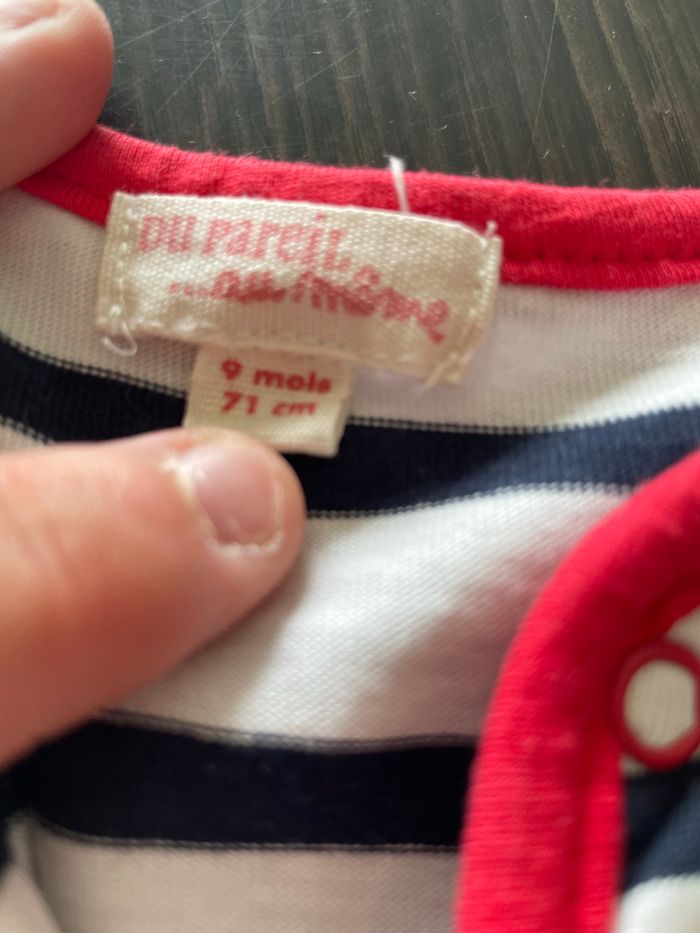 DU PAREIL
...au même
9 mois
71 cm